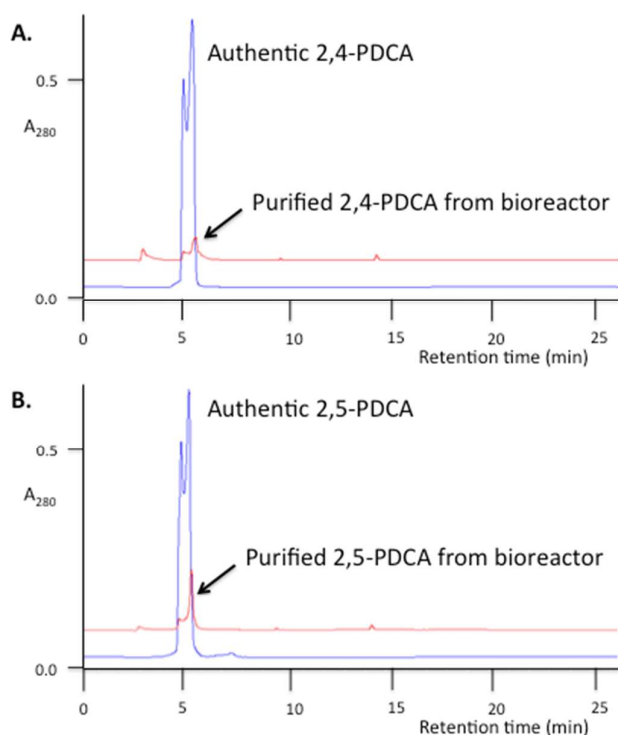 A.
Authentic 2,4-PDCA
0.5
A280
Purified 2,4-PDCA from bioreactor
0.0
0 5 10 15 20 25
Retention time (min)
B.
Authentic 2,5-PDCA
0.5
A280
Purified 2,5-PDCA from bioreactor
0.0
0 5 10 15 20 25
Retention time (min)